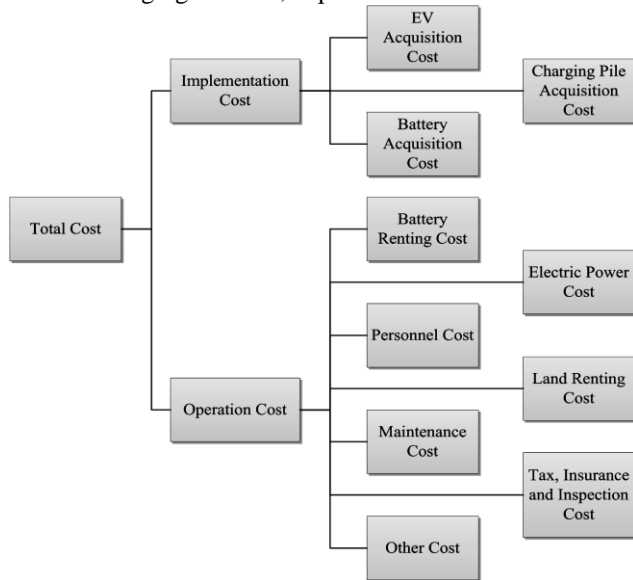 EV
Acquisition
Cost
Implementation
Cost
Charging Pile
Acquisition
Cost
Battery
Acquisition
Cost
Total Cost
Battery
Renting Cost
Electric Power
Cost
Personnel Cost
Land Renting
Cost
Operation Cost
Maintenance
Cost
Tax, Insurance
and Inspection
Cost
Other Cost